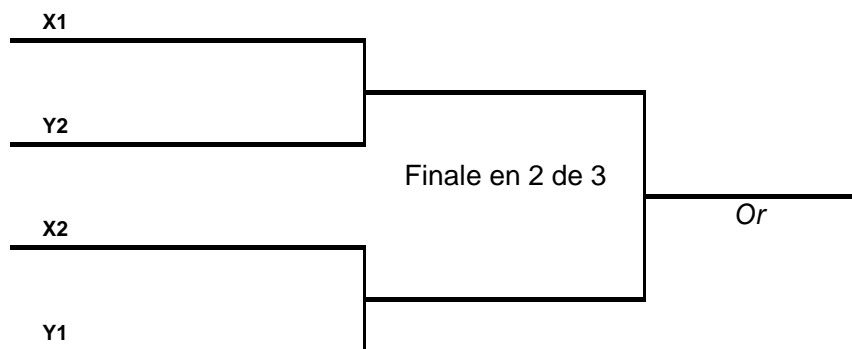 X1
Y2
Finale en 2 de 3
Or
X2
Y1